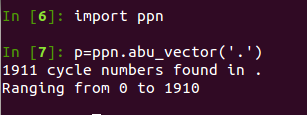 In [6]: import ppn
In [7]: p=ppn.abu_vector('.')
1911 cycle numbers found in .
Ranging from 0 to 1910